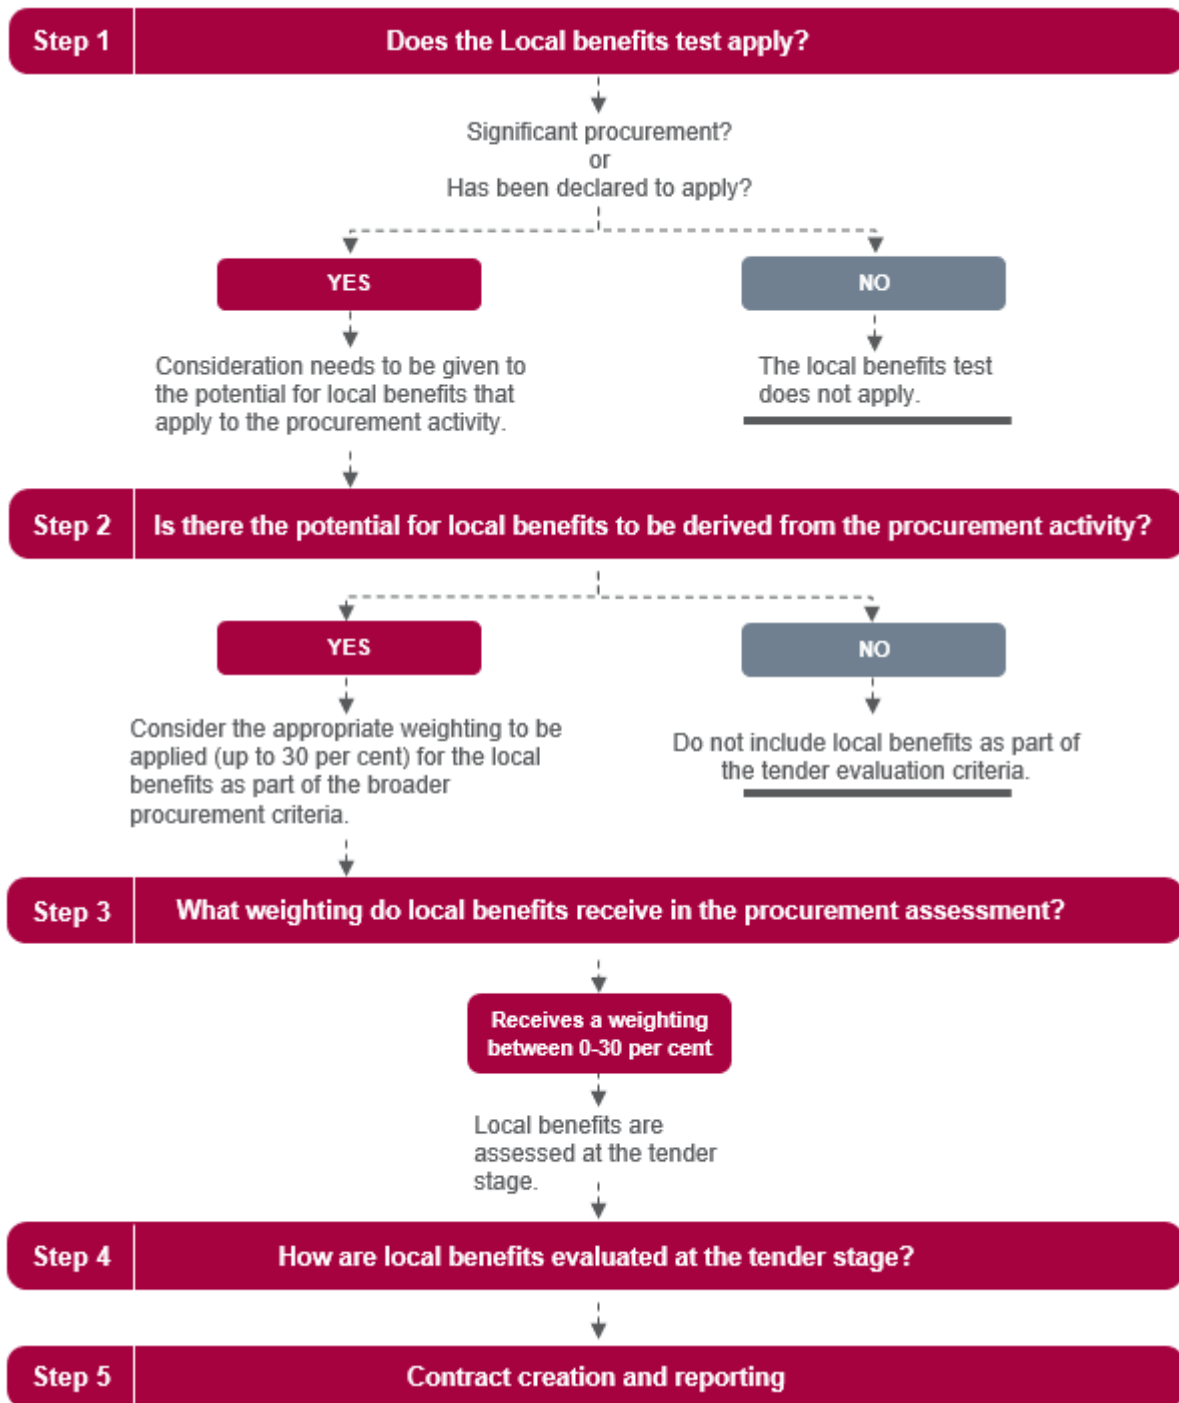 Step 1
Does the Local benefits test apply?
Significant procurement?
or
Has been declared to apply?
YES
NO
Consideration needs to be given to
the potential for local benefits that
apply to the procurement activity.
The local benefits test
does not apply.
Step 2
Is there the potential for local benefits to be derived from the procurement activity?
YES
NO
Consider the appropriate weighting to be
applied (up to 30 per cent) for the local
benefits as part of the broader
procurement criteria.
Do not include local benefits as part of
the tender evaluation criteria.
Step 3
What weighting do local benefits receive in the procurement assessment?
Receives a weighting
between 0-30 per cent
Local benefits are
assessed at the tender
stage.
Step 4
How are local benefits evaluated at the tender stage?
Step 5
Contract creation and reporting